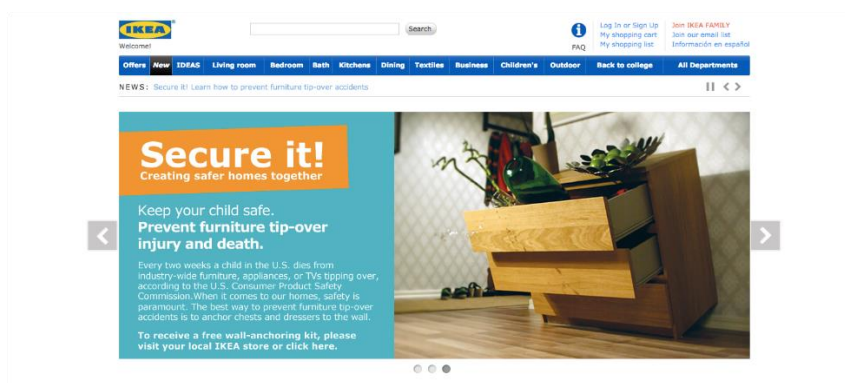 IKEA
Search
Log In or Sign Up
Join IKEA FAMILY
My shopping cart
Join our email list
Welcome!
FAQ
My shopping list
Información en español
Offers New IDEAS Living room Bedroom Bath Kitchens Dining Textiles Business Children's Outdoor Back to college All Departments
NEWS: Secure it! Learn how to prevent furniture tip-over accidents
Secure it!
Creating safer homes together
Keep your child safe.
Prevent furniture tip-over
injury and death.
Every two weeks a child in the U.S. dies from
industry-wide furniture, appliances, or TVs tipping over,
according to the U.S. Consumer Product Safety
Commission.When it comes to our homes, safety is
paramount. The best way to prevent furniture tip-over
accidents is to anchor chests and dressers to the wall.
To receive a free wall-anchoring kit, please
visit your local IKEA store or click here.